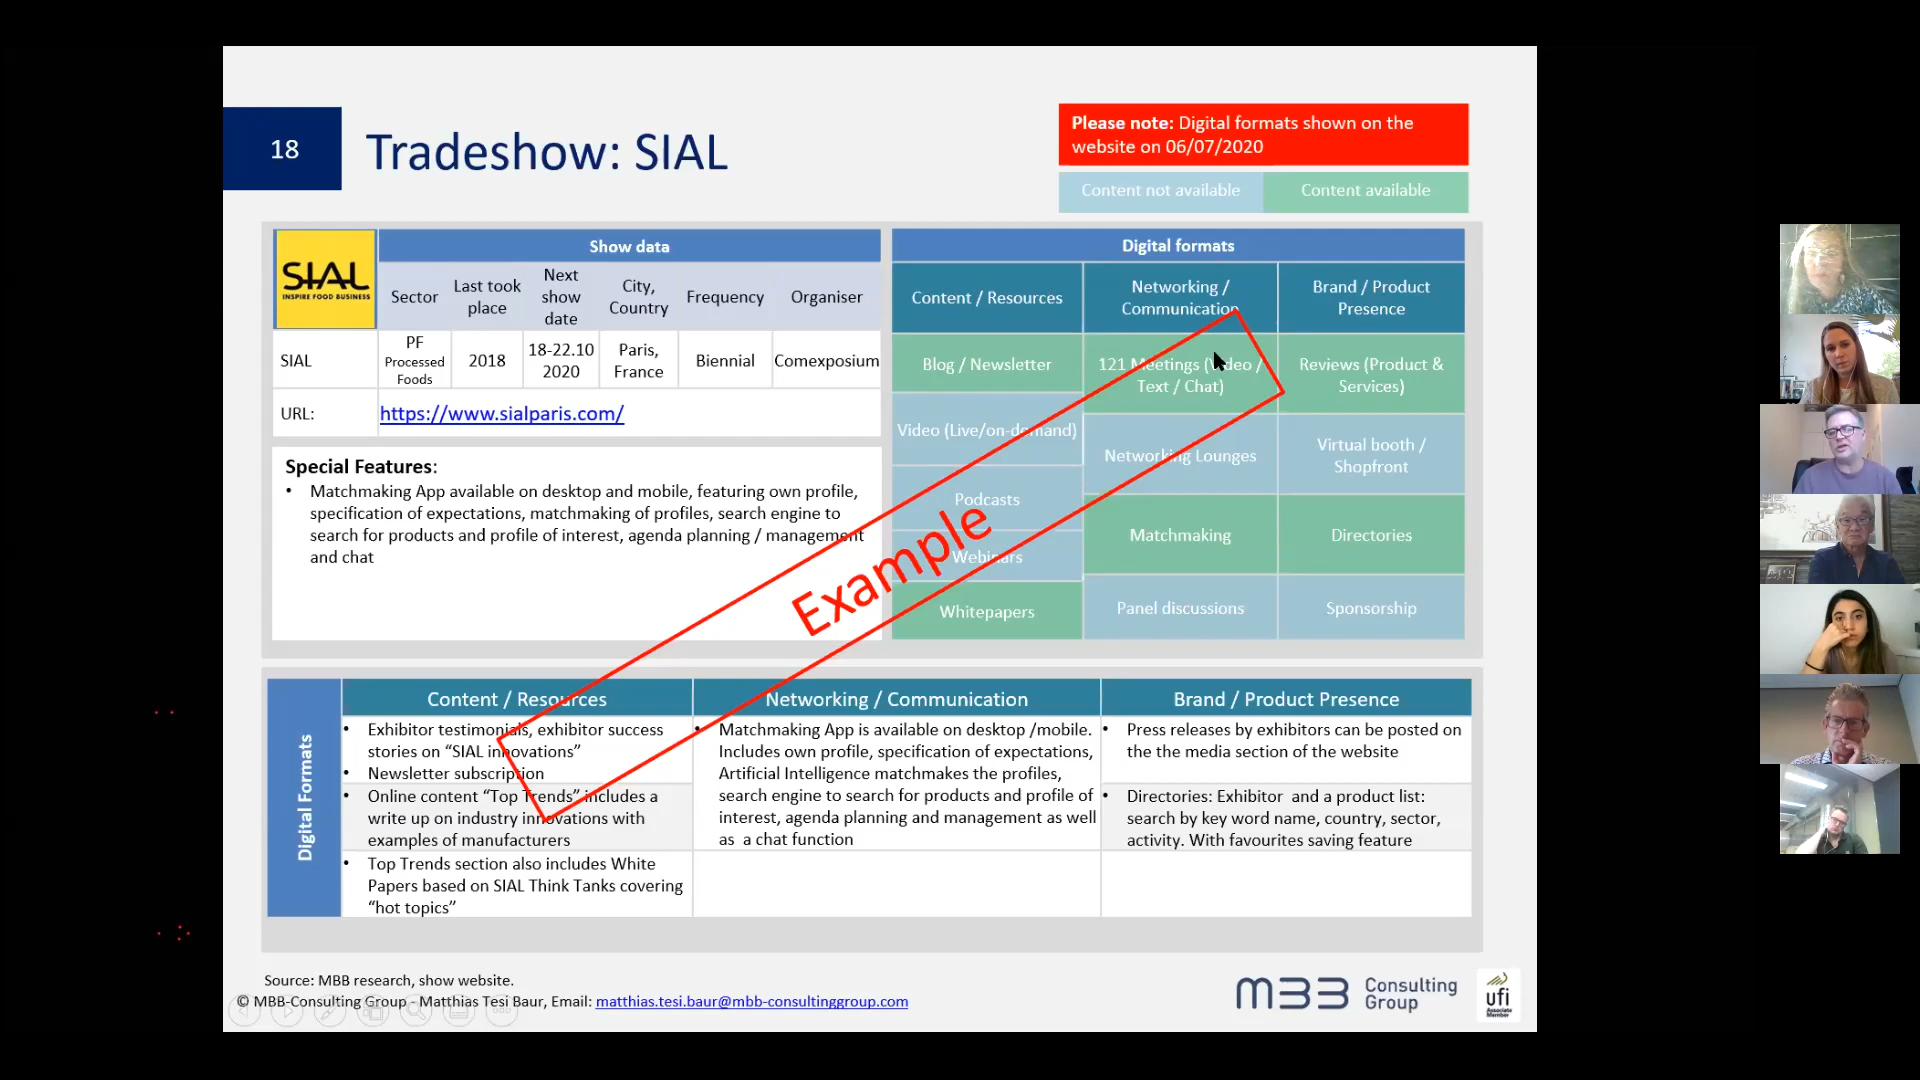 18
Tradeshow: SIAL
Please note: Digital formats shown on the
website on 06/07/2020
Content not available
Content available
SIAL
INSPIRE FOOD BUSINESS
Show data
Sector
Last took
place
Next
show
date
City,
Country
Frequency
Organiser
SIAL
PF
Processed
Foods
2018
18-22.10
2020
Paris,
France
Biennial
Comexposium
URL:
https://www.sialparis.com/
Special Features:
• Matchmaking App available on desktop and mobile, featuring own profile,
specification of expectations, matchmaking of profiles, search engine to
search for products and profile of interest, agenda planning / management
and chat
Digital formats
Content / Resources
Networking /
Communication
Brand / Product
Presence
Blog / Newsletter
Video (Live/on-demand)
Podcasts
Webinars
Whitepapers
121 Meetings (Video /
Text / Chat)
Networking Lounges
Matchmaking
Panel discussions
Reviews (Product &
Services)
Virtual booth /
Shopfront
Directories
Sponsorship
Example
Digital Formats
Content / Resources
• Exhibitor testimonials, exhibitor success
stories on “SIAL innovations”
• Newsletter subscription
• Online content “Top Trends” includes a
write up on industry innovations with
examples of manufacturers
• Top Trends section also includes White
Papers based on SIAL Think Tanks covering
“hot topics”
Networking / Communication
• Matchmaking App is available on desktop /mobile.
Includes own profile, specification of expectations,
Artificial Intelligence matchmakes the profiles,
search engine to search for products and profile of
interest, agenda planning and management as well
as a chat function
Brand / Product Presence
• Press releases by exhibitors can be posted on
the the media section of the website
• Directories: Exhibitor and a product list:
search by key word name, country, sector,
activity. With favourites saving feature
Source: MBB research, show website.
© MBB-Consulting Group - Matthias Tesi Baur, Email: matthias.tesi.baur@mbb-consultinggroup.com
MBB Consulting
Group
ufi
Associate
Member